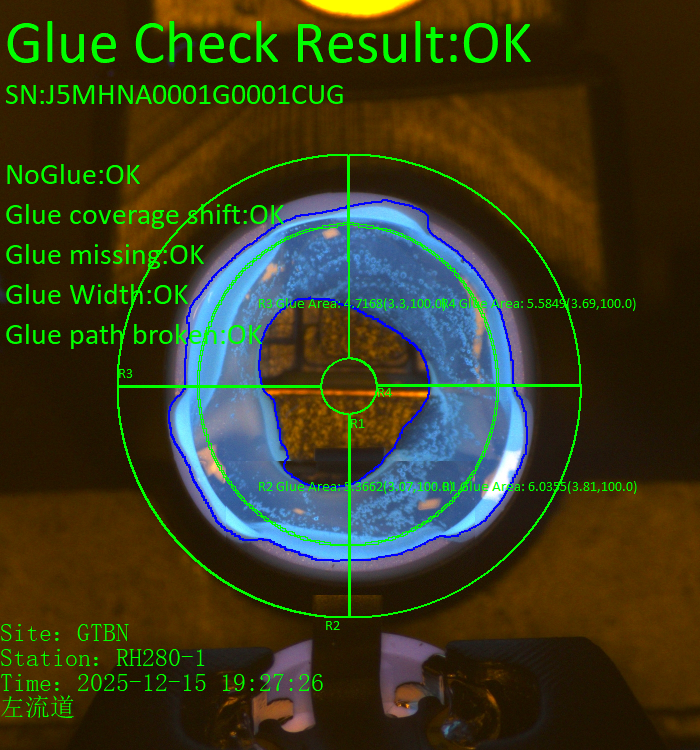 Glue Check Result:OK
SN:J5MHNA0001G0001CUG
NoGlue:OK
Glue coverage shift:OK
Glue missing:OK
Glue Width:OK
R3 Glue Area: 4.7168(3.3,100.0)
R4 Glue Area: 5.5849(3.69,100.0)
Glue path broken:OK
R3
R4
R1
R2 Glue Area: 5.3662(3.07,100.0)
R1 Glue Area: 6.0355(3.81,100.0)
R2
Site: GTBN
Station: RH280-1
Time: 2025-12-15 19:27:26
左流道